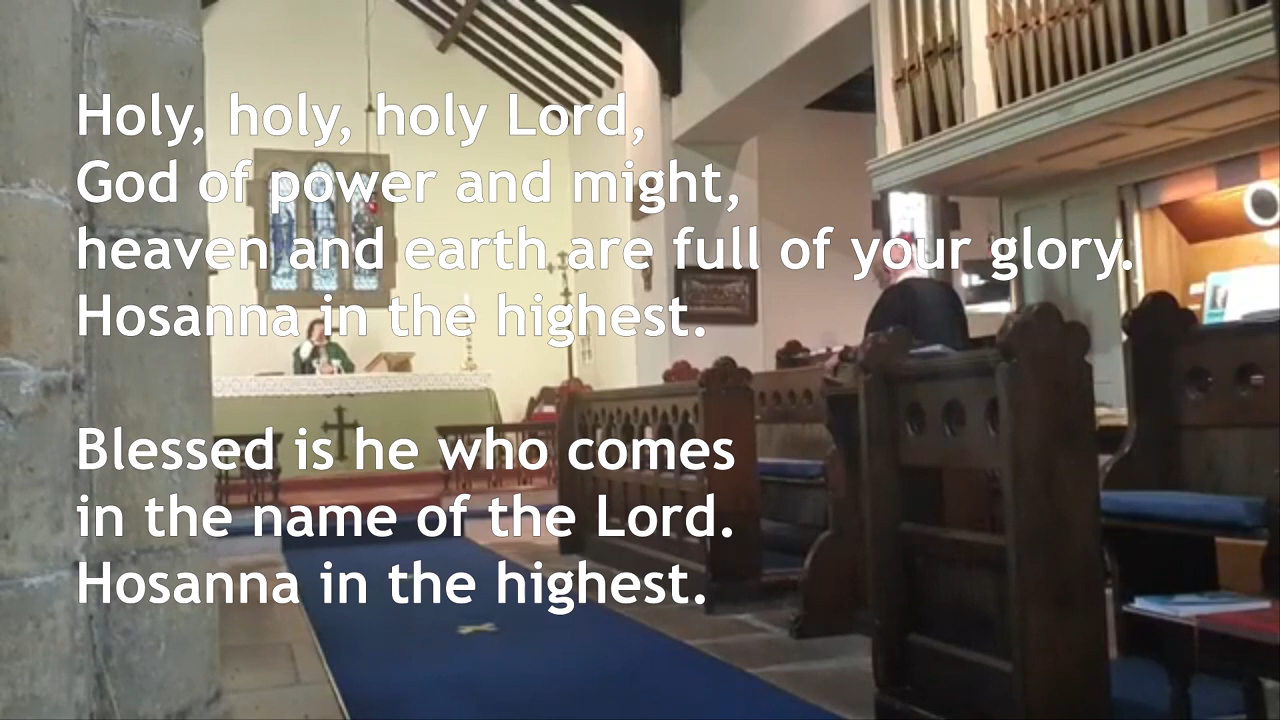 Holy, holy, holy Lord,
God of power and might,
heaven and earth are full of your glory.
Hosanna in the highest.
Blessed is he who comes
in the name of the Lord.
Hosanna in the highest.